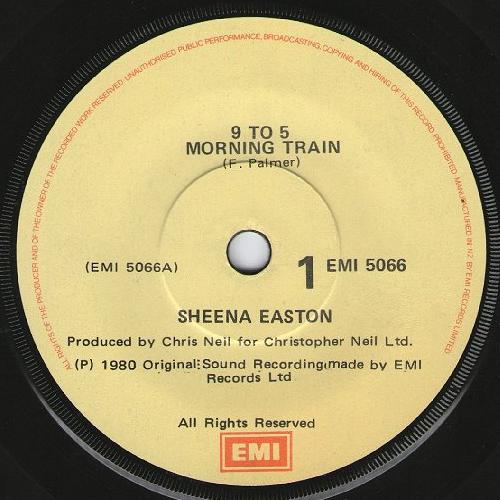 ALL RIGHTS OF THE PRODUCER AND OF THE OWNER OF THE RECORDED WORK RESERVED. UNAUTHORISED PUBLIC PERFORMANCE, BROADCASTING, COPYING AND HIRING OF THIS RECORD PROHIBITED. MANUFACTURED IN N.Z. BY EMI RECORDS LIMITED
9 TO 5
MORNING TRAIN
(F. Palmer)
(EMI 5066A)
1 EMI 5066
SHEENA EASTON
Produced by Chris Neil for Christopher Neil Ltd.
(P) 1980 Original Sound Recording made by EMI
Records Ltd
All Rights Reserved
EMI